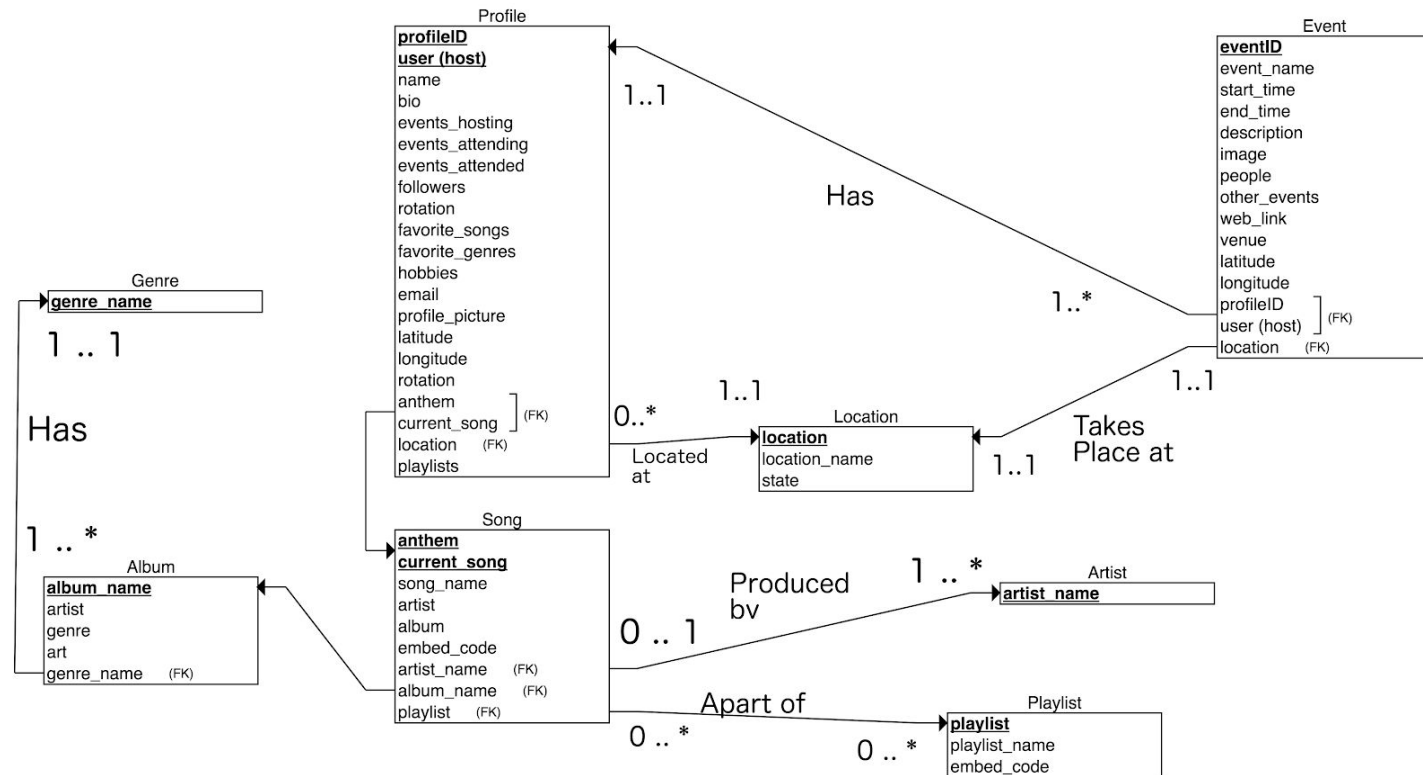 Profile
profileID
user (host)
name
bio
events_hosting
events_attending
events_attended
followers
rotation
favorite_songs
favorite_genres
hobbies
email
profile_picture
latitude
longitude
rotation
anthem
current_song
(FK)
location (FK)
playlists
1..1
Has
1..*
Event
eventID
event_name
start_time
end_time
description
image
people
other_events
web_link
venue
latitude
longitude
profileID
user (host)
(FK)
location (FK)
1..1
Takes
Place at
1..1
Genre
genre_name
1 .. 1
Has
1 .. *
Album
album_name
artist
genre
art
genre_name (FK)
0..*
Located
at
1..1
Location
location
location_name
state
Song
anthem
current_song
song_name
artist
album
embed_code
artist_name (FK)
album_name (FK)
playlist (FK)
Produced
bv
0 .. 1
1 .. *
Artist
artist_name
Apart of
0 .. *
0 .. *
Playlist
playlist
playlist_name
embed_code